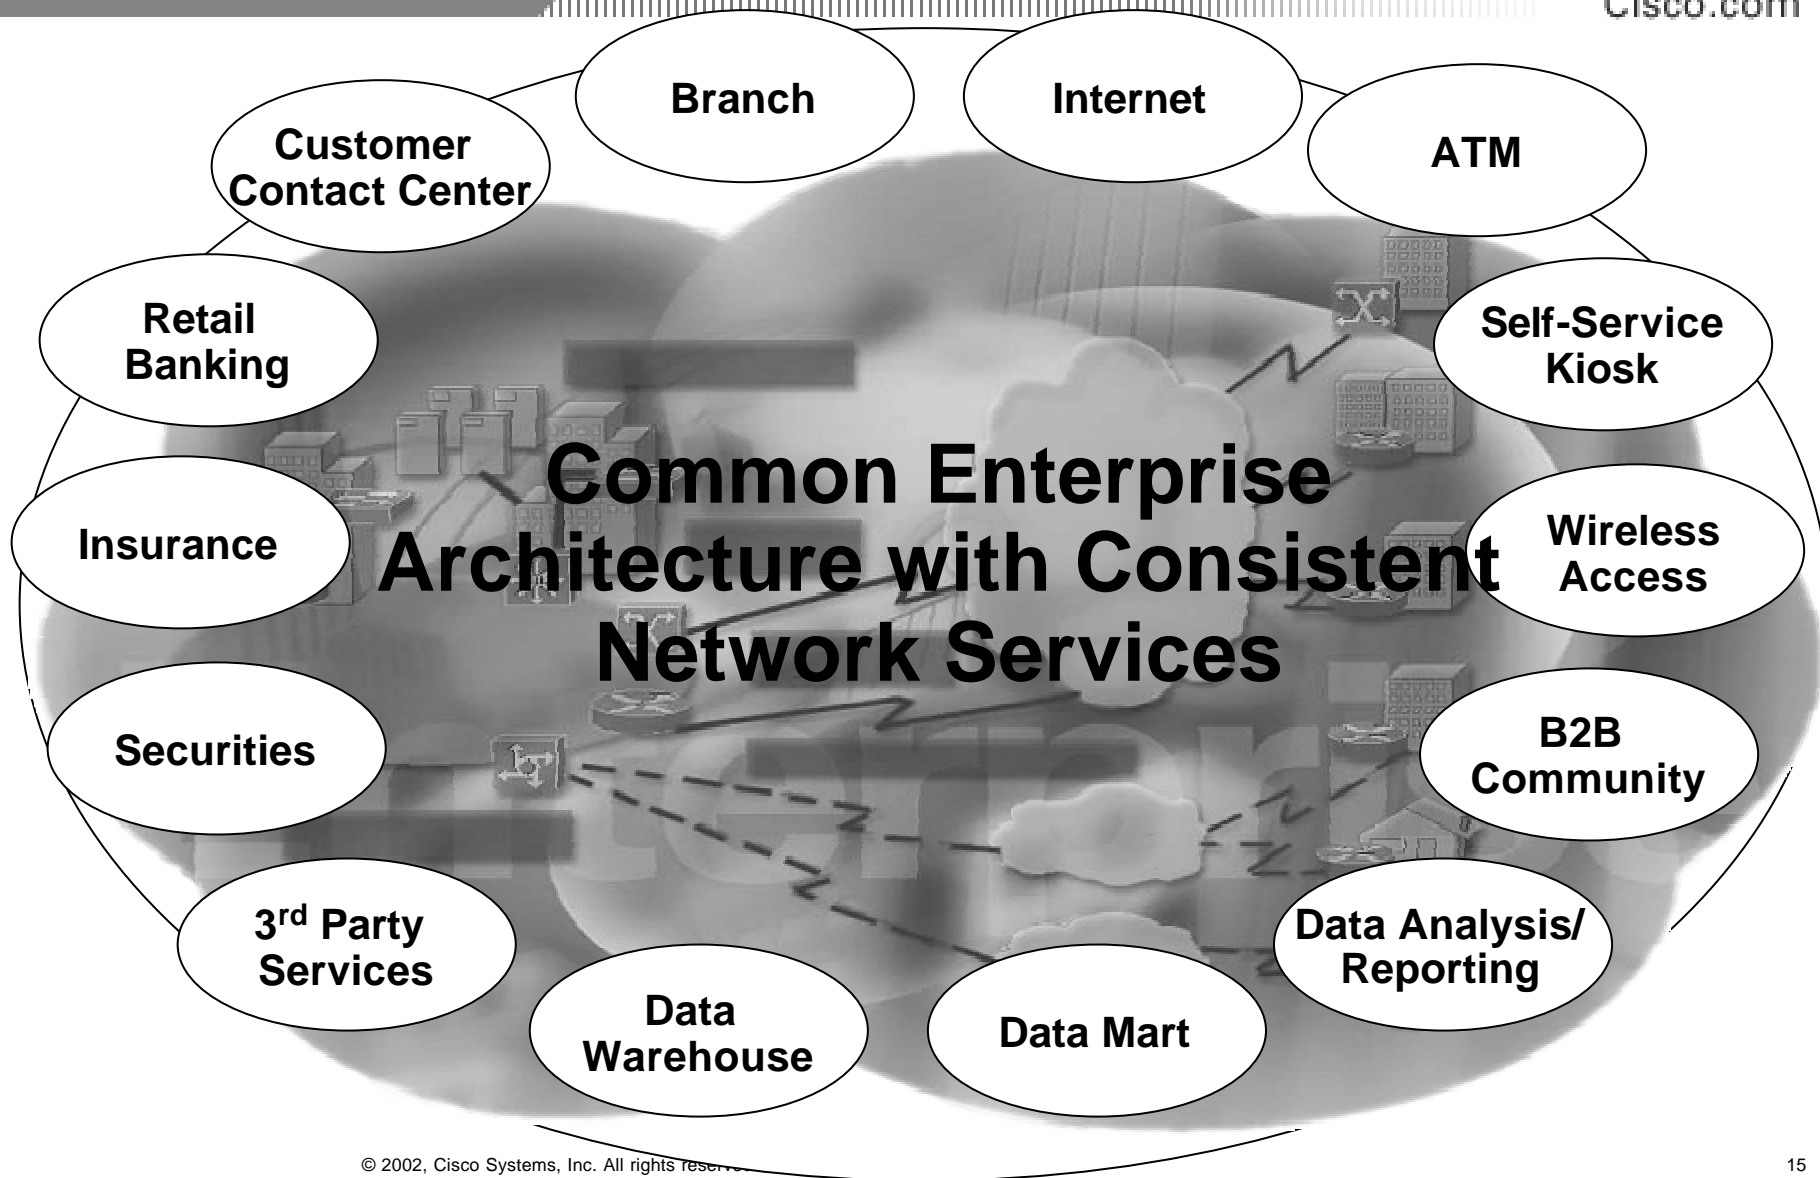 Cisco.com
Branch
Internet
Customer
Contact Center
ATM
Retail
Banking
Self-Service
Kiosk
Common Enterprise
Architecture with Consistent
Network Services
Insurance
Wireless
Access
Securities
B2B
Community
3rd Party
Services
Data Analysis/
Reporting
Data
Warehouse
Data Mart
© 2002, Cisco Systems, Inc. All rights
15